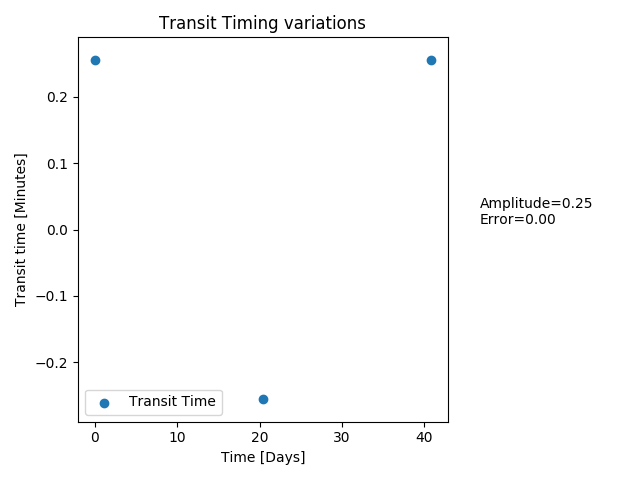 Transit Timing variations
Transit time [Minutes]
0.2
0.1
0.0
−0.1
−0.2
Amplitude=0.25
Error=0.00
Transit Time
0
10
20
30
40
Time [Days]